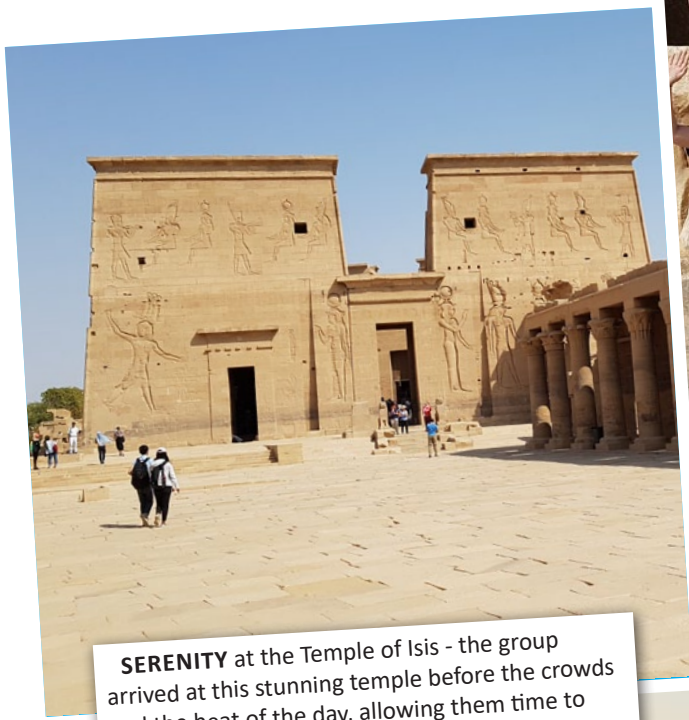 SERENITY at the Temple of Isis - the group
arrived at this stunning temple before the crowds
the heat of the day, allowing them time to